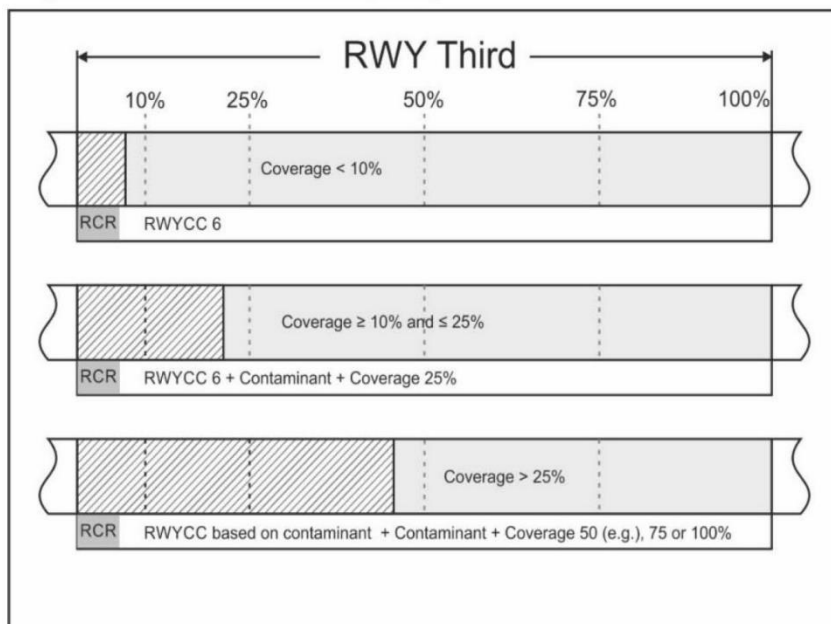 RWY Third
10% 25% 50% 75% 100%
Coverage < 10%
RCR RWYCC 6
Coverage ≥ 10% and ≤ 25%
RCR RWYCC 6 + Contaminant + Coverage 25%
Coverage > 25%
RCR RWYCC based on contaminant + Contaminant + Coverage 50 (e.g.), 75 or 100%